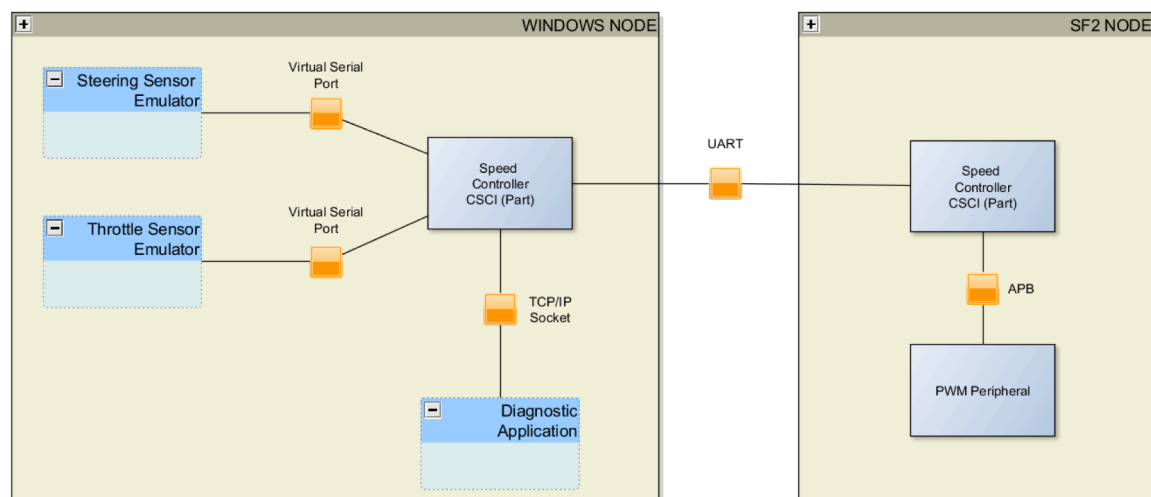 WINDOWS NODE
SF2 NODE
Steering Sensor
Emulator
Virtual Serial
Port
Speed
Controller
CSCI (Part)
UART
Speed
Controller
CSCI (Part)
Throttle Sensor
Emulator
Virtual Serial
Port
TCP/IP
Socket
APB
PWM Peripheral
Diagnostic
Application